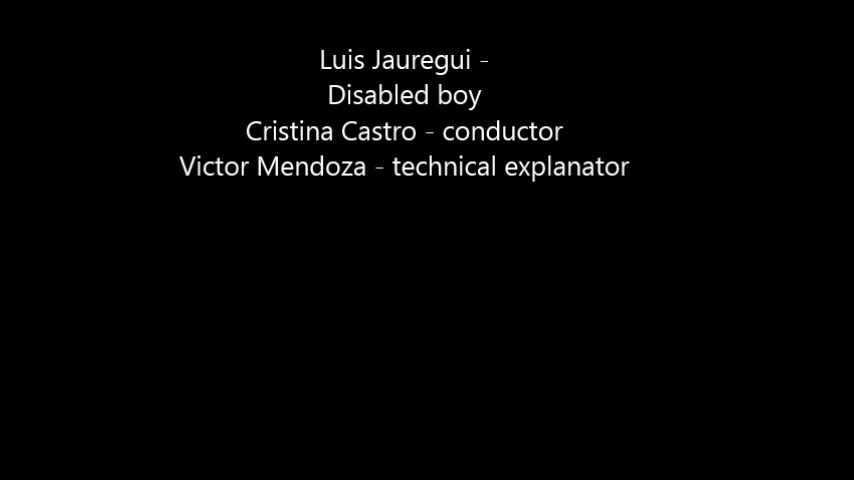 Luis Jauregui -
Disabled boy
Cristina Castro - conductor
Victor Mendoza - technical explanator